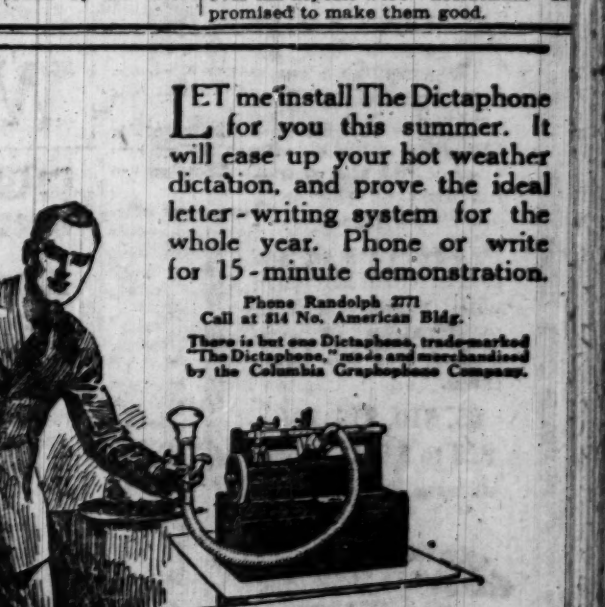 promised to make them good.
LET me install The Dictaphone
for you this summer. It
will ease up your hot weather
dictation, and prove the ideal
letter-writing system for the
whole year. Phone or write
for 15-minute demonstration.
Phone Randolph 2771
Call at 814 No. American Bldg.
There is but one Dictaphone, trade-marked
"The Dictaphone," made and merchandised
by the Columbia Graphophone Company.